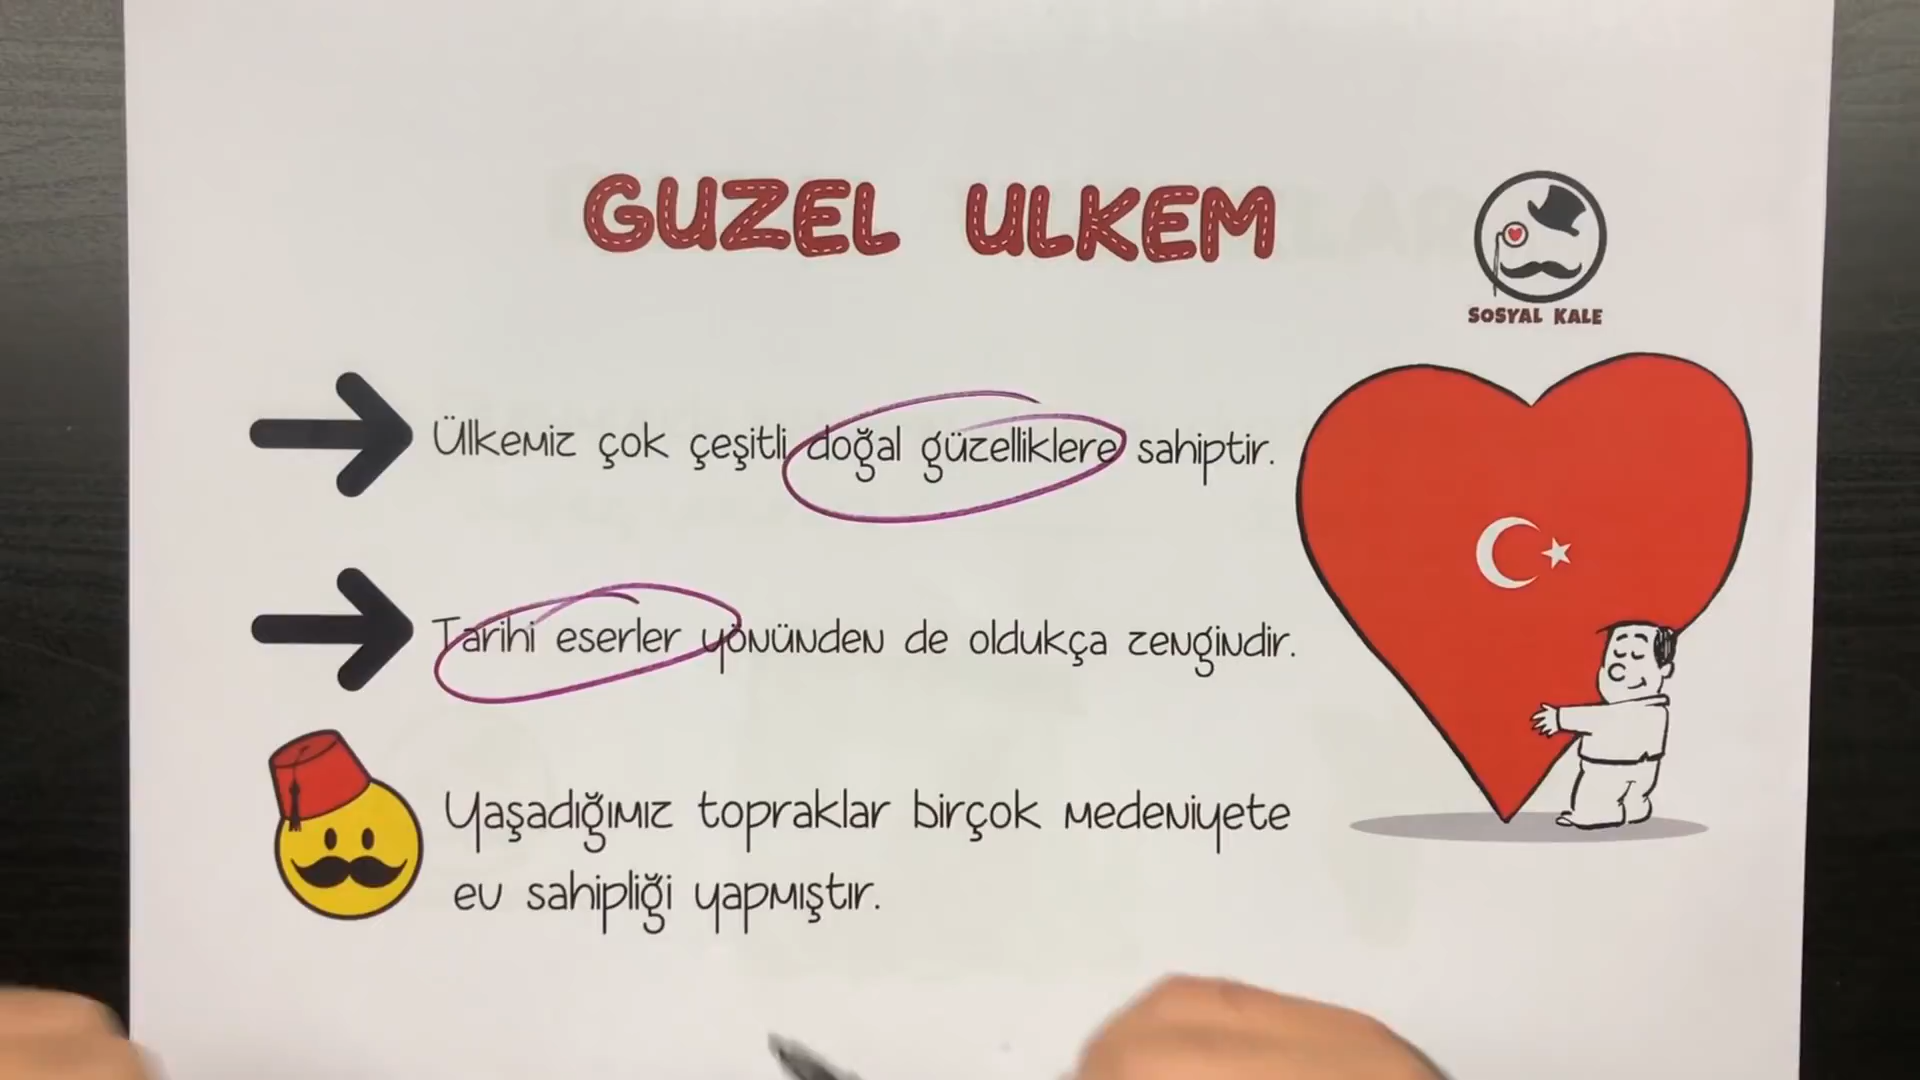 GUZEL ULKEM
SOSYAL KALE
Ülkemiz çok çeşitli doğal güzelliklere sahiptir.
Tarihi eserler yönünden de oldukça zengindir.
Yaşadığımız topraklar birçok medeniyete
ev sahipliği yapmıştır.